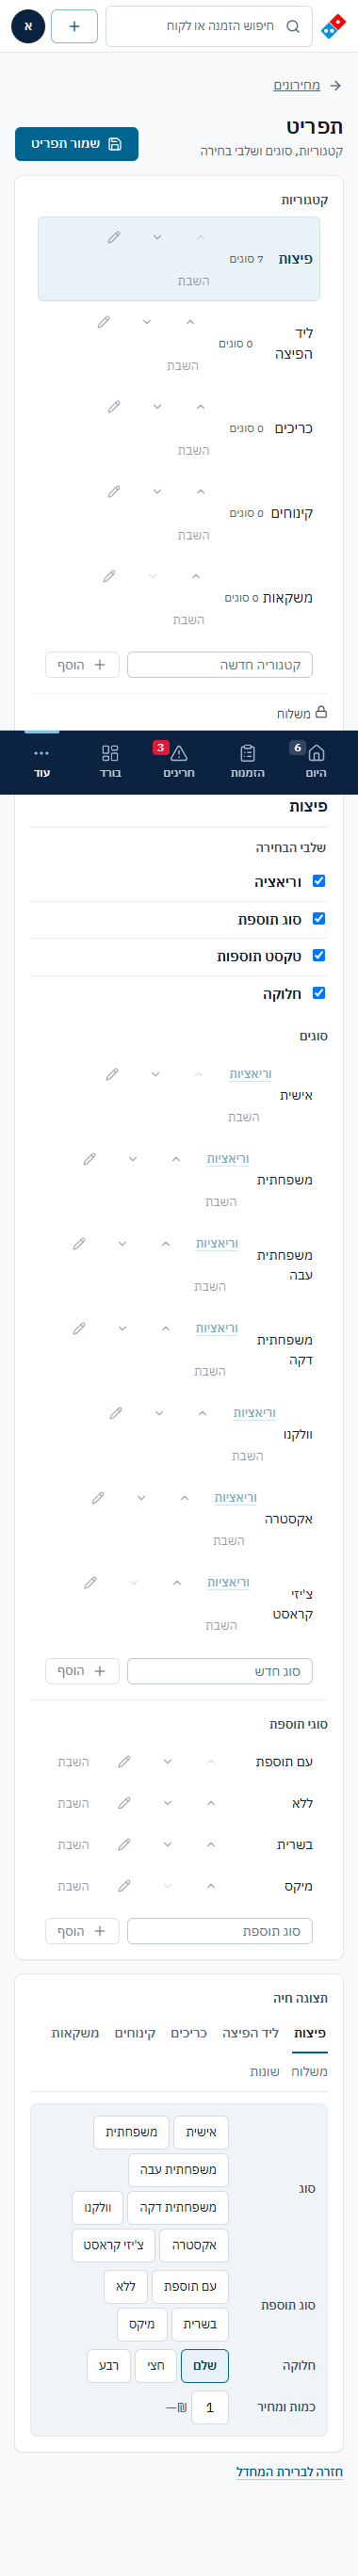 חיפוש הזמנה או לקוח
א
מחירונים
תפריט
קטגוריות, סוגים ושלבי בחירה
שמור תפריט
קטגוריות
פיצות
7 סוגים
השבת
ליד הפיצה
0 סוגים
השבת
כריכים
0 סוגים
השבת
קינוחים
0 סוגים
השבת
משקאות
0 סוגים
השבת
קטגוריה חדשה
הוסף
משלוח
היום
6
הזמנות
חריגים
3
בורד
עוד
פיצות
שלבי הבחירה
וריאציה
סוג תוספת
טקסט תוספות
חלוקה
סוגים
אישית
וריאציות
השבת
משפחתית
וריאציות
השבת
משפחתית עבה
וריאציות
השבת
משפחתית דקה
וריאציות
השבת
וולקנו
וריאציות
השבת
אקסטרה
וריאציות
השבת
צ'יזי קראסט
וריאציות
השבת
סוג חדש
הוסף
סוגי תוספת
עם תוספת
השבת
ללא
השבת
בשרית
השבת
מיקס
השבת
סוג תוספת
הוסף
תצוגה חיה
פיצות ליד הפיצה כריכים קינוחים משקאות
משלוח שונות
סוג
אישית משפחתית
משפחתית עבה
משפחתית דקה וולקנו
אקסטרה צ'יזי קראסט
סוג תוספת
עם תוספת ללא
בשרית מיקס
חלוקה
שלם חצי רבע
כמות ומחיר
1
₪—
חזרה לברירת המחדל